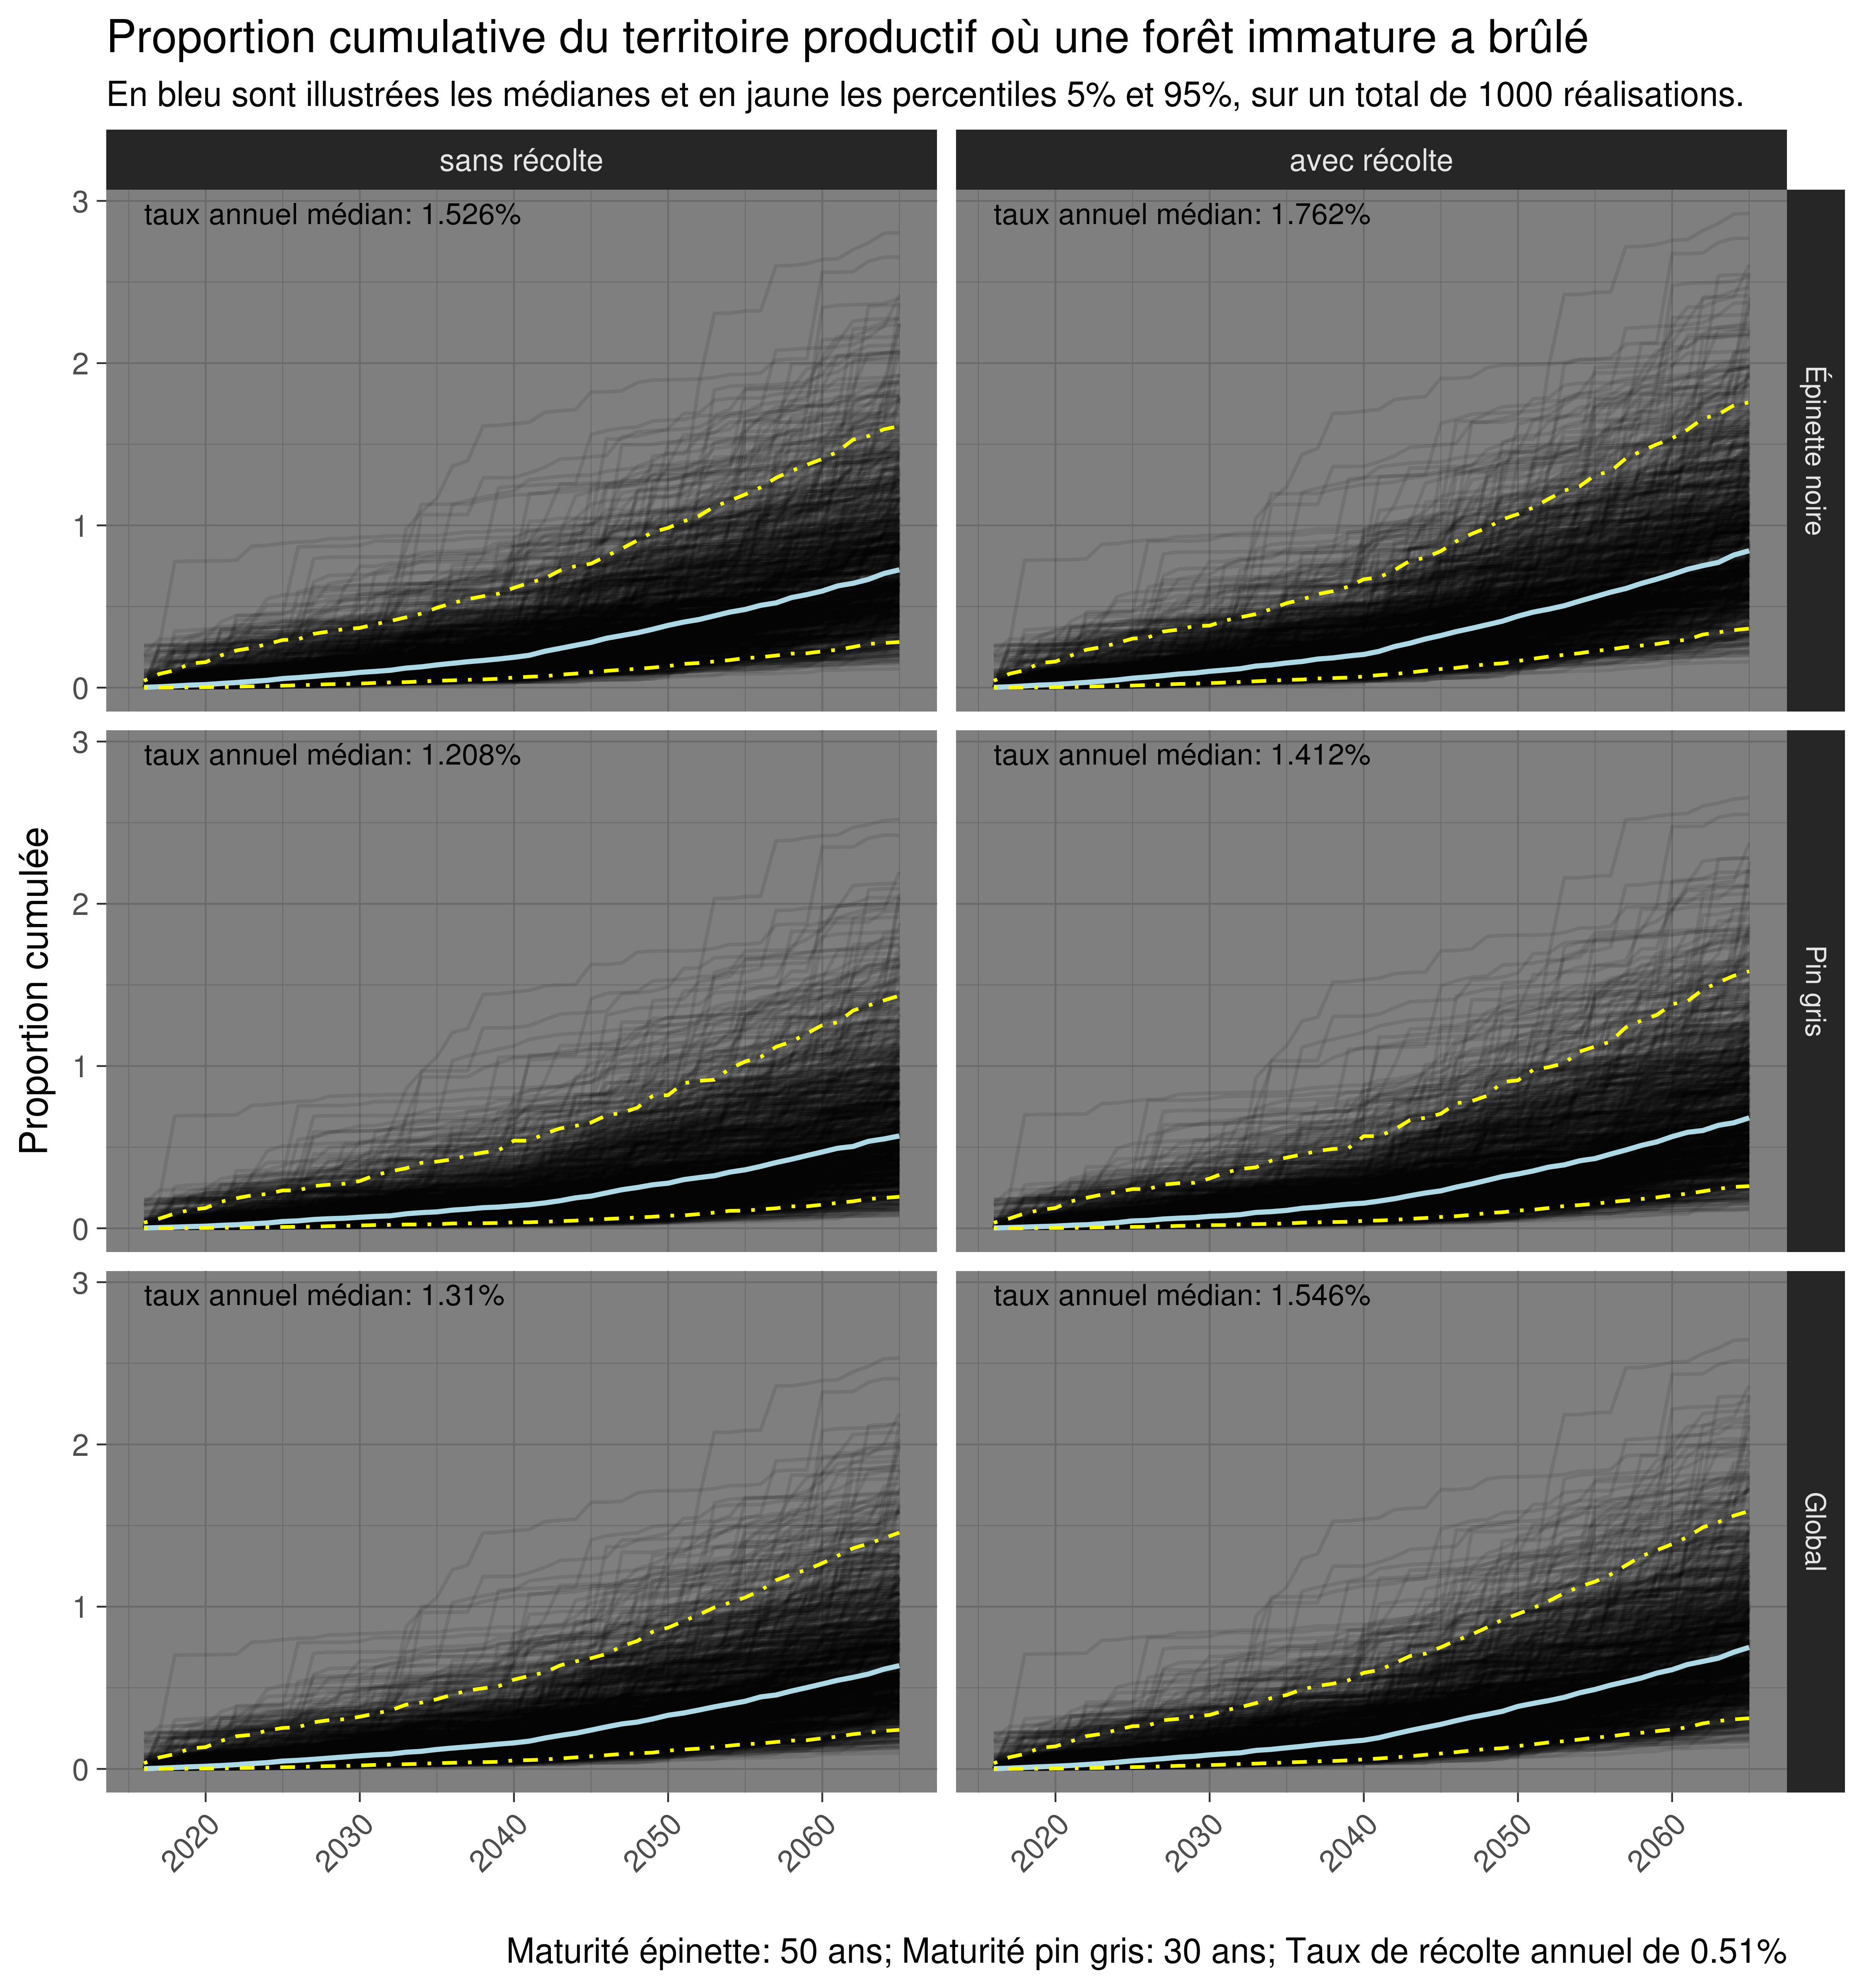 Proportion cumulative du territoire productif où une forêt immature a brûlé
En bleu sont illustrées les médianes et en jaune les percentiles 5% et 95%, sur un total de 1000 réalisations.
sans récolte
avec récolte
taux annuel médian: 1.526%
taux annuel médian: 1.762%
Épinette noire
3
2
1
0
taux annuel médian: 1.208%
taux annuel médian: 1.412%
Pin gris
3
2
1
0
Proportion cumulée
taux annuel médian: 1.31%
taux annuel médian: 1.546%
Global
3
2
1
0
2020 2030 2040 2050 2060
2020 2030 2040 2050 2060
Maturité épinette: 50 ans; Maturité pin gris: 30 ans; Taux de récolte annuel de 0.51%